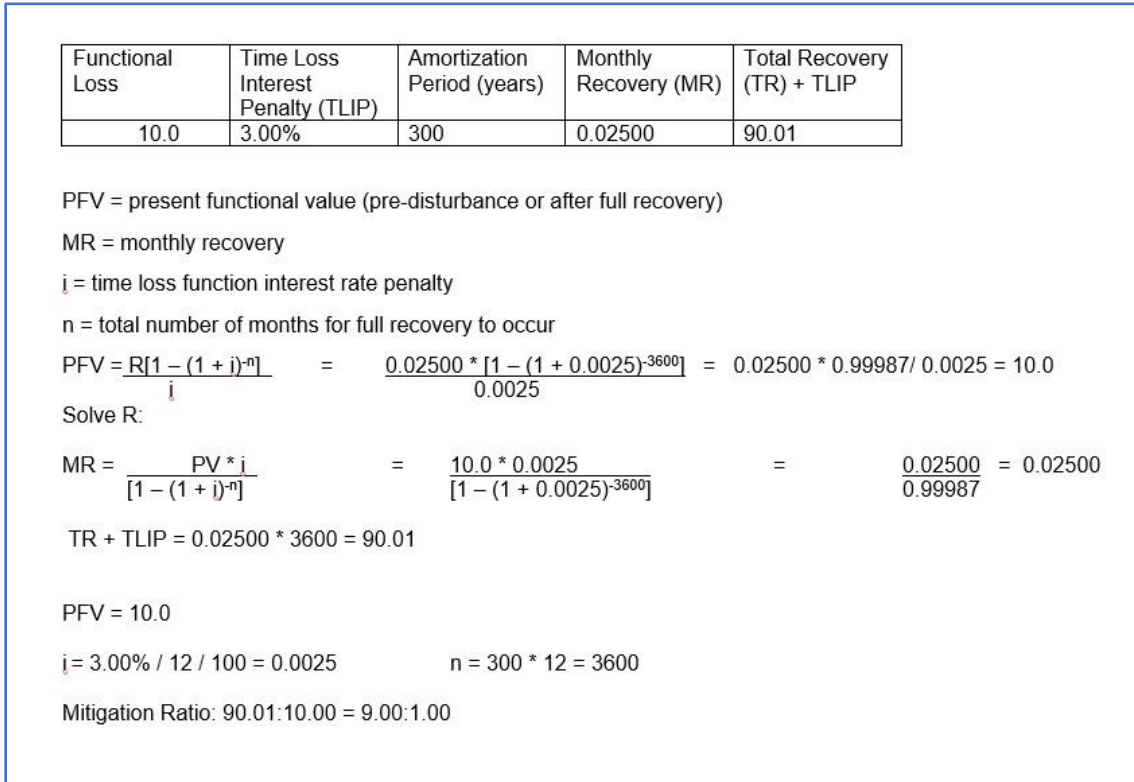 Functional Loss | Time Loss Interest Penalty (TLIP) | Amortization Period (years) | Monthly Recovery (MR) | Total Recovery (TR) + TLIP
10.0 | 3.00% | 300 | 0.02500 | 90.01
PFV = present functional value (pre-disturbance or after full recovery)
MR = monthly recovery
i = time loss function interest rate penalty
n = total number of months for full recovery to occur
PFV = R[1 – (1 + i)-n] = 0.02500 * [1 – (1 + 0.0025)-3600] = 0.02500 * 0.99987/ 0.0025 = 10.0
i 0.0025
Solve R:
MR = PV * i = 10.0 * 0.0025 = 0.02500 = 0.02500
[1 – (1 + i)-n] [1 – (1 + 0.0025)-3600] 0.99987
TR + TLIP = 0.02500 * 3600 = 90.01
PFV = 10.0
i = 3.00% / 12 / 100 = 0.0025 n = 300 * 12 = 3600
Mitigation Ratio: 90.01:10.00 = 9.00:1.00